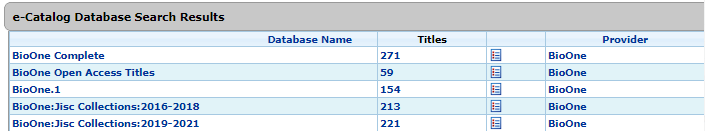 e-Catalog Database Search Results
Database Name Titles Provider
BioOne Complete 271 BioOne
BioOne Open Access Titles 59 BioOne
BioOne.1 154 BioOne
BioOne:Jisc Collections:2016-2018 213 BioOne
BioOne:Jisc Collections:2019-2021 221 BioOne